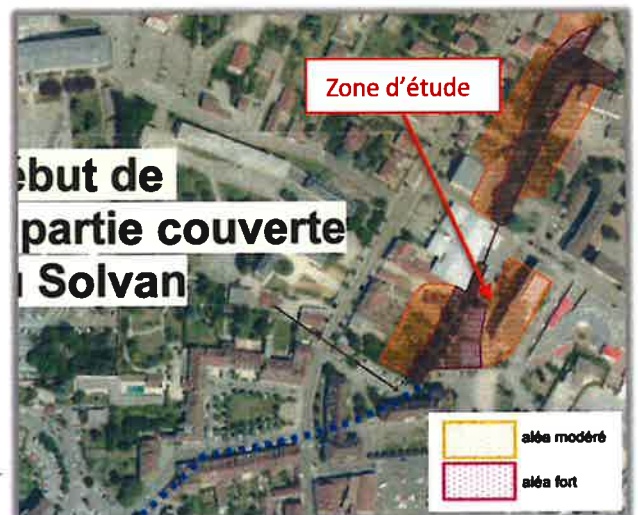 Zone d'étude
ébut de
partie couverte
Solvan
aléa modéré
aléa fort